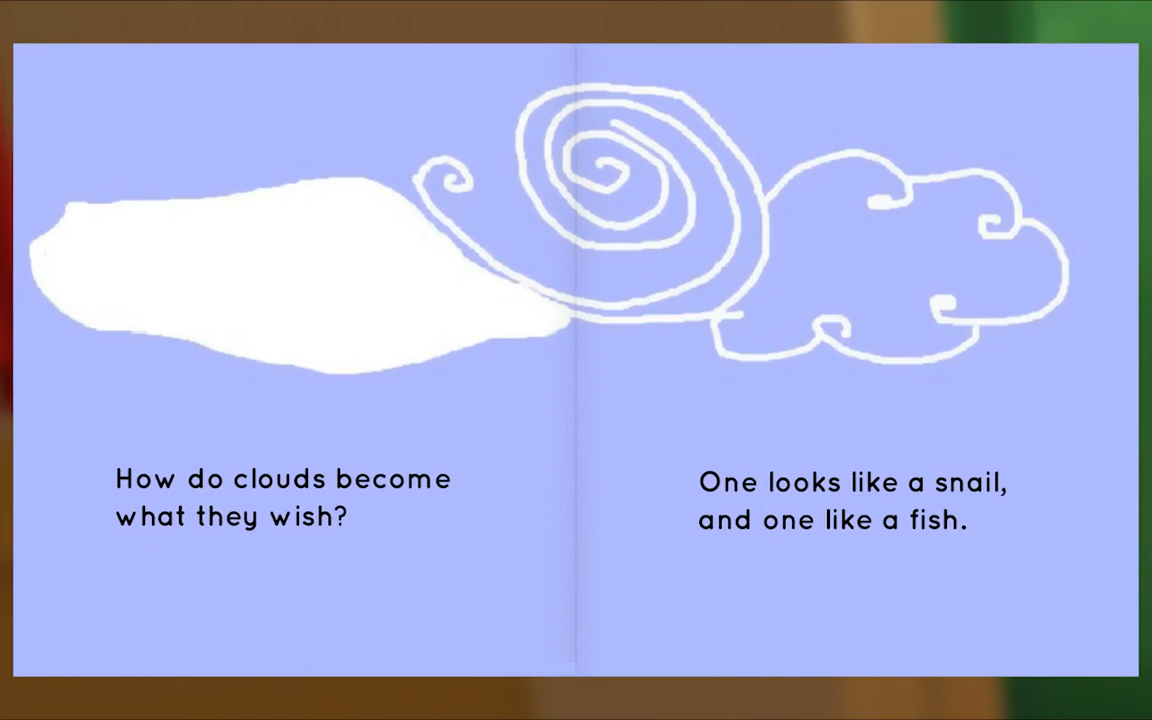 How do clouds become
what they wish?
One looks like a snail,
and one like a fish.